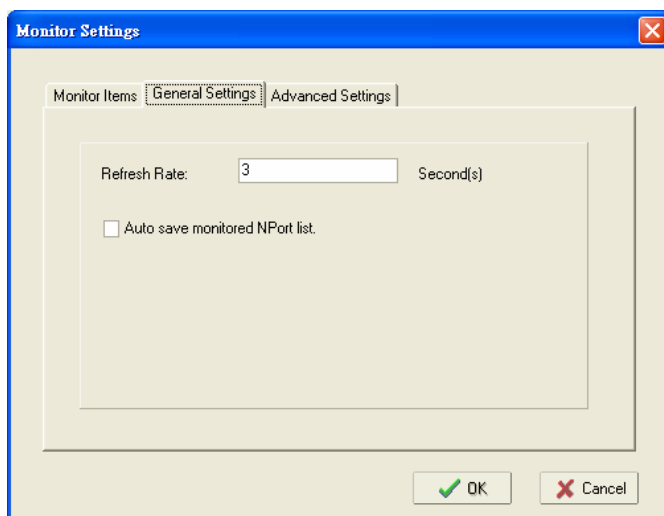 Monitor Settings
Monitor Items General Settings Advanced Settings
Refresh Rate: 3 Second(s)
Auto save monitored NPort list.
OK Cancel